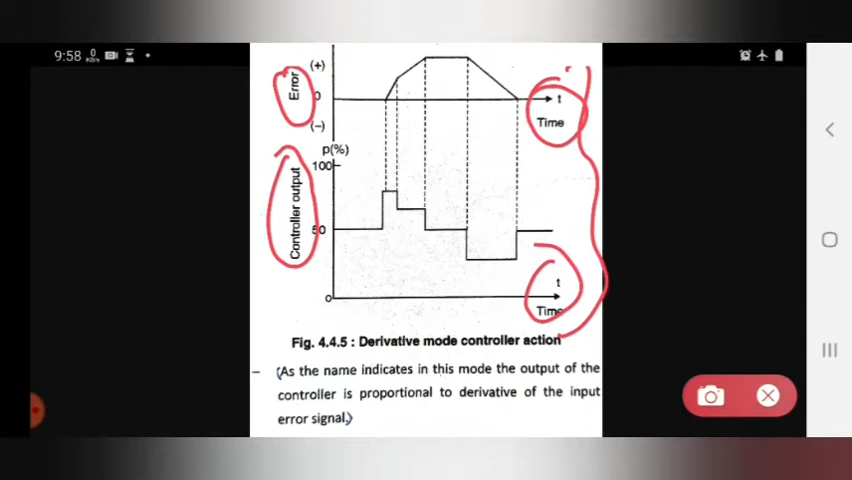 9:58 0 KB/s
(+)
Error
0
t
(-)
Time
p(%)
100
Controller output
50
t
0
Time
Fig. 4.4.5 : Derivative mode controller action
– (As the name indicates in this mode the output of the
controller is proportional to derivative of the input
error signal.)